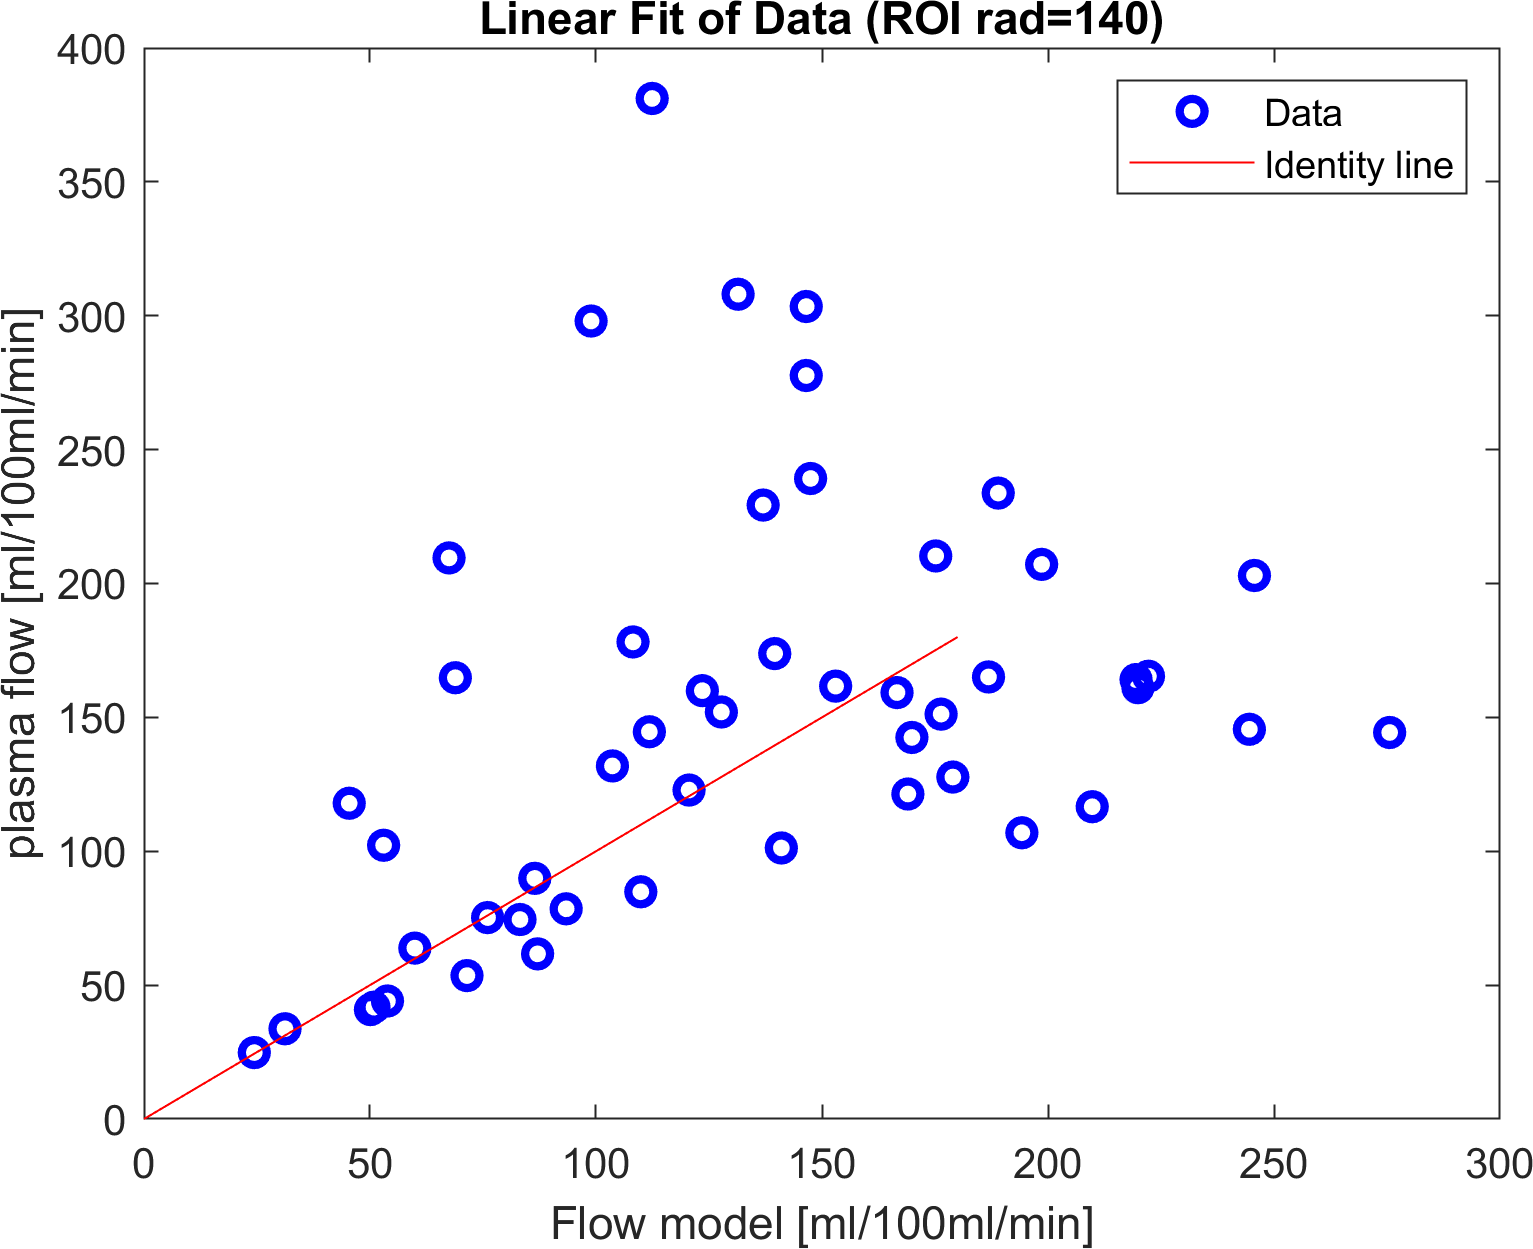 Linear Fit of Data (ROI rad=140)
400
350
300
250
200
150
100
50
0
plasma flow [ml/100ml/min]
Data
Identity line
0 50 100 150 200 250 300
Flow model [ml/100ml/min]